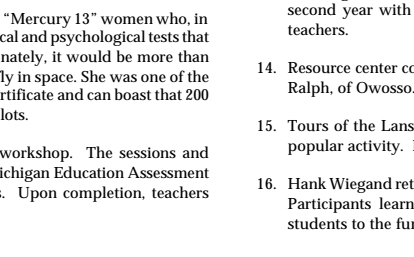 “Mercury 13” women who, in
cal and psychological tests that
nately, it would be more than
fly in space. She was one of the
rtificate and can boast that 200
lots.
workshop. The sessions and
ichigan Education Assessment
s. Upon completion, teachers
second year with
teachers.
14. Resource center co
Ralph, of Owosso.
15. Tours of the Lans
popular activity.
16. Hank Wiegand ret
Participants learn
students to the fu